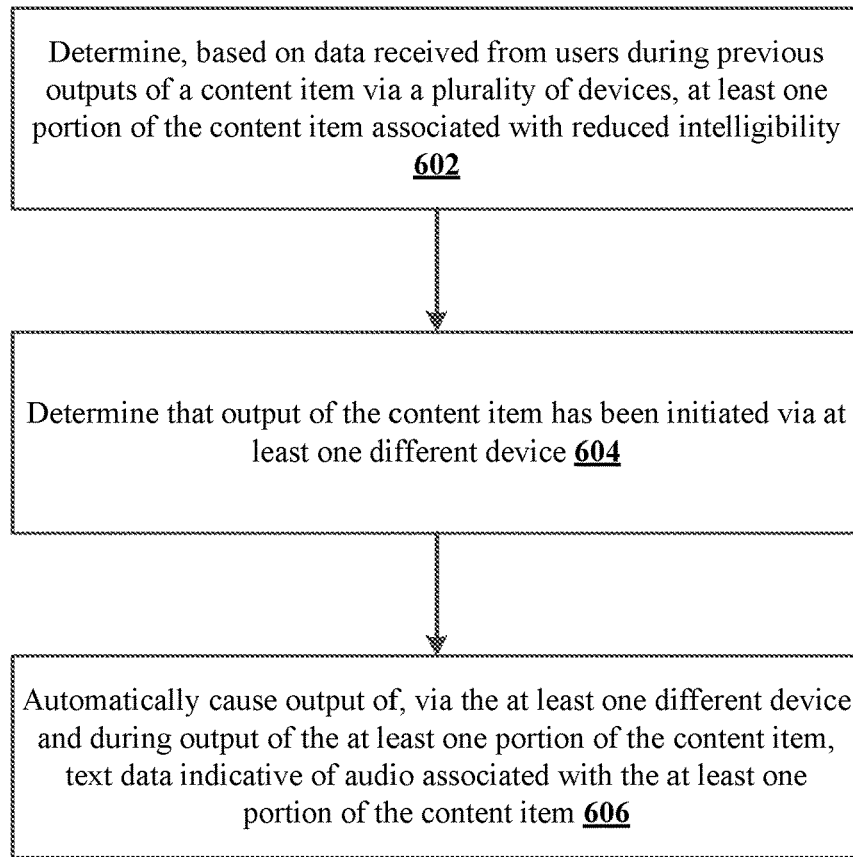 Determine, based on data received from users during previous
outputs of a content item via a plurality of devices, at least one
portion of the content item associated with reduced intelligibility
602
Determine that output of the content item has been initiated via at
least one different device 604
Automatically cause output of, via the at least one different device
and during output of the at least one portion of the content item,
text data indicative of audio associated with the at least one
portion of the content item 606